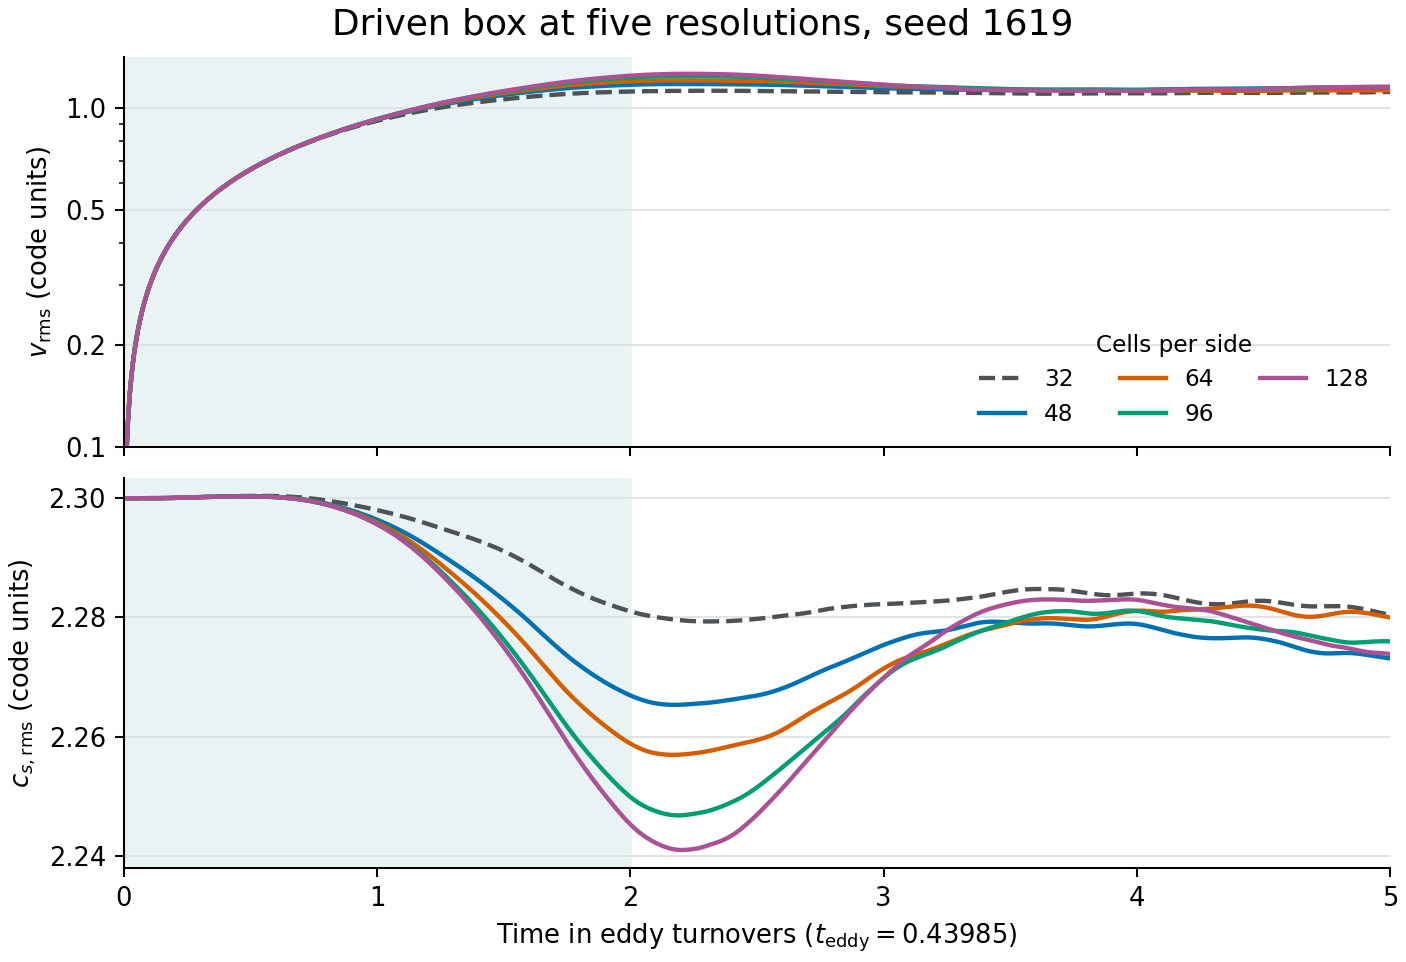 Driven box at five resolutions, seed 1619
v_rms (code units)
1.0
0.5
0.2
0.1
Cells per side
32 64 128
48 96
c_s,rms (code units)
2.30
2.28
2.26
2.24
0 1 2 3 4 5
Time in eddy turnovers (t_eddy = 0.43985)